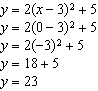 y = 2(x − 3)² + 5
y = 2(0 − 3)² + 5
y = 2(−3)² + 5
y = 18 + 5
y = 23